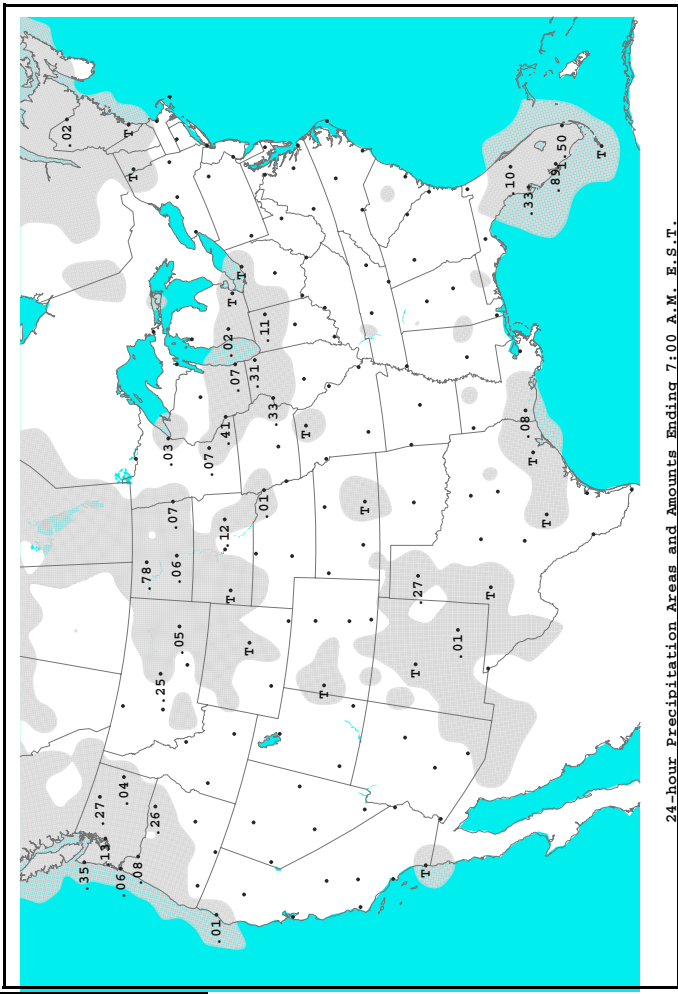 .02
.35
.27
.13
.06
.04
T
T
.08
.78
.26
.25
.03
.07
.06
.05
.07
.01
.12
.41
.02
T
T
.07
T
T
.31
.01
.11
.33
T
T
T
T
.27
T
.01
T
.10
.08
.33
T
T
.89
1.50
T
24-hour Precipitation Areas and Amounts Ending 7:00 A.M. E.S.T.